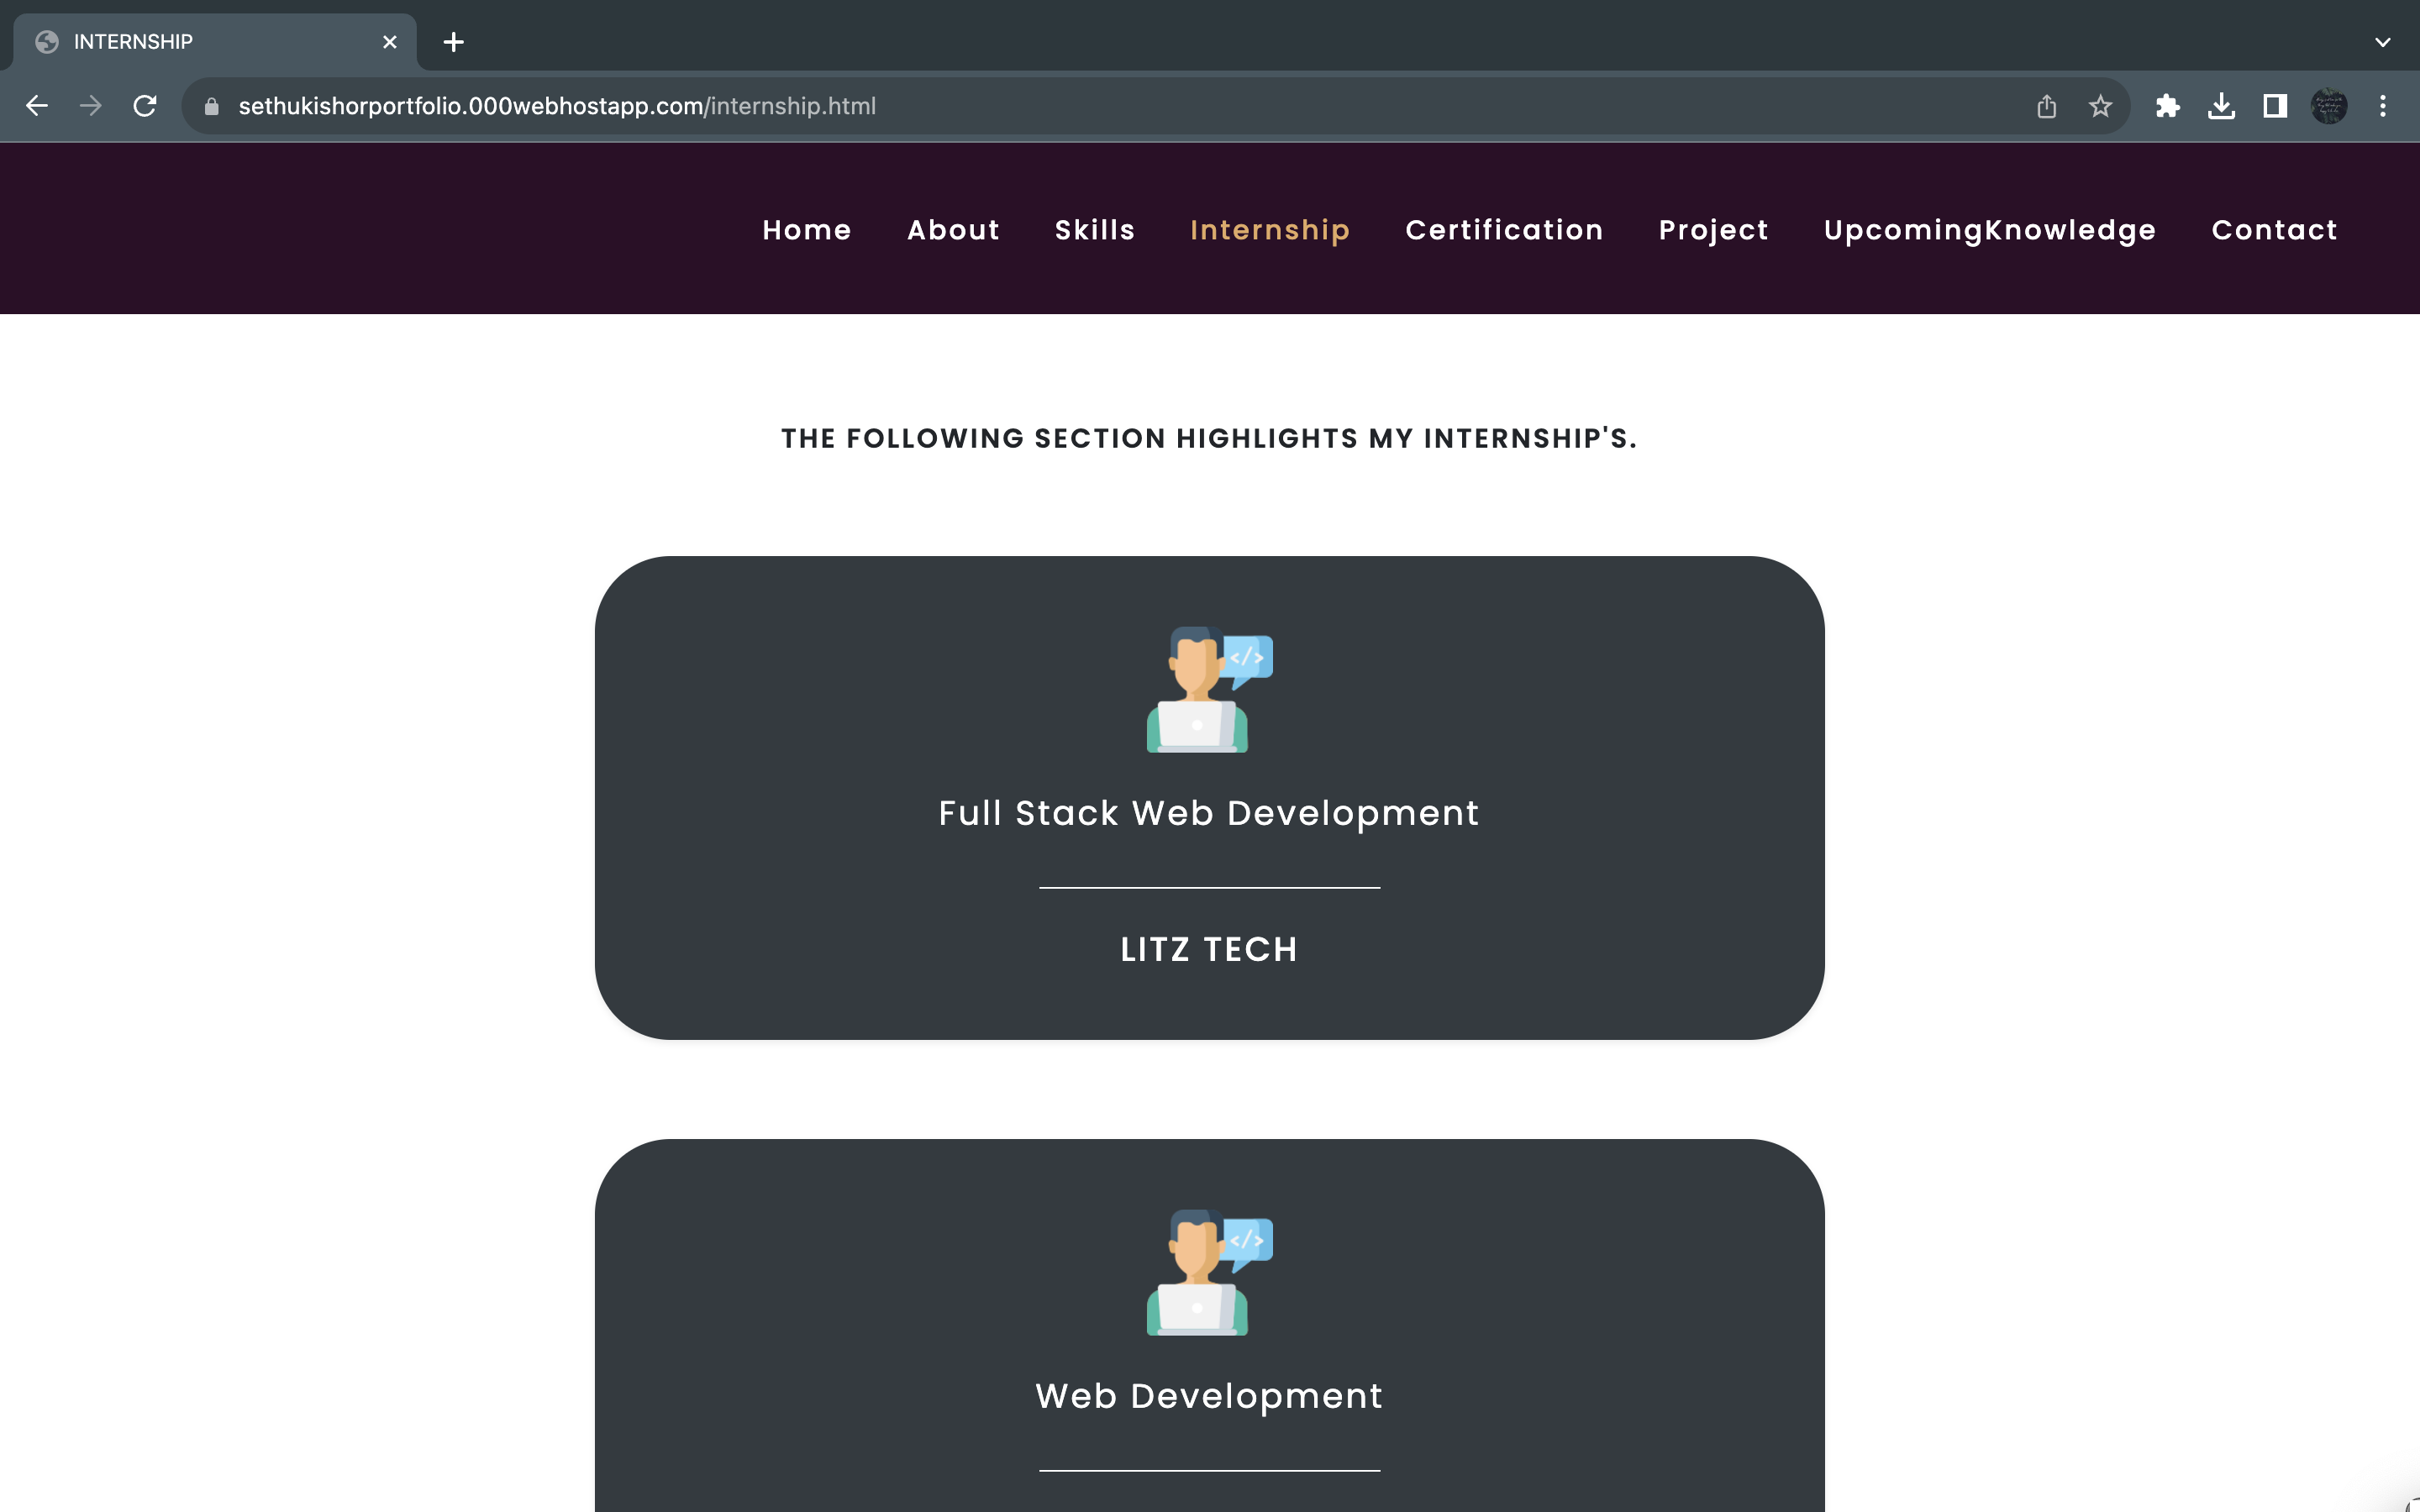 INTERNSHIP
sethukishorportfolio.000webhostapp.com/internship.html
Home About Skills Internship Certification Project UpcomingKnowledge Contact
THE FOLLOWING SECTION HIGHLIGHTS MY INTERNSHIP'S.
</>
Full Stack Web Development
LITZ TECH
</>
Web Development